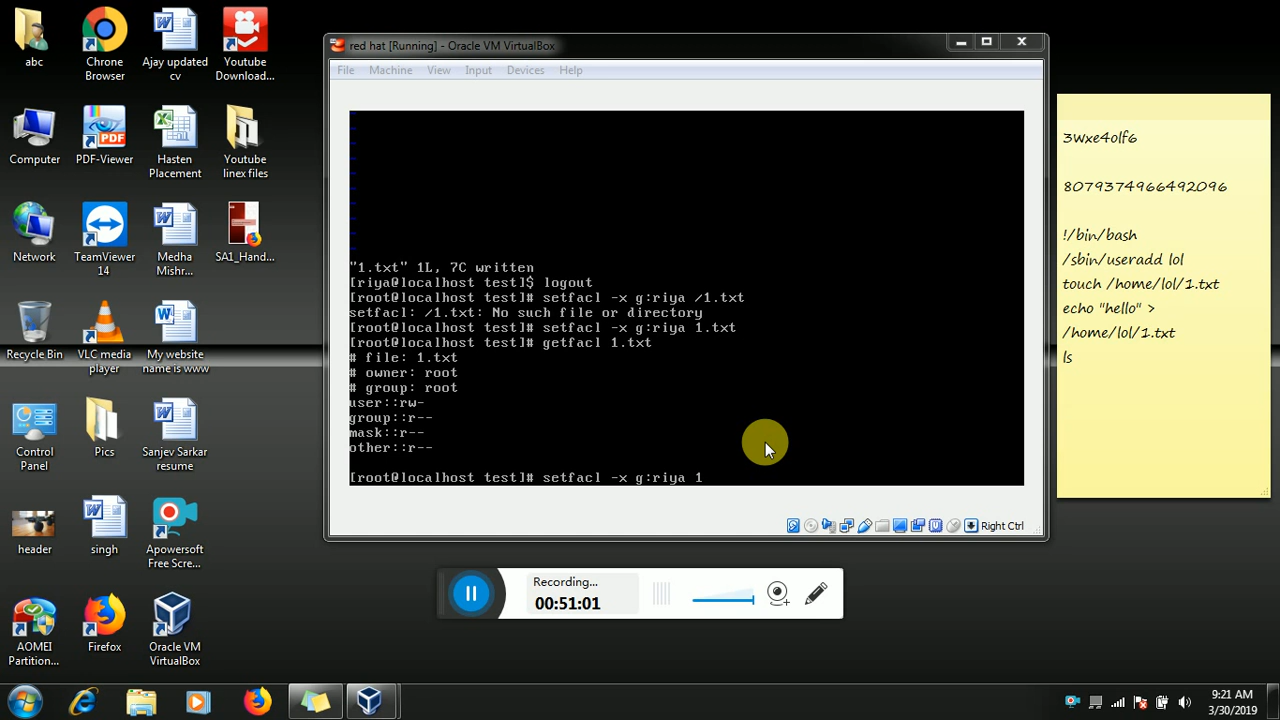 abc
Chrome
Browser
Ajay updated
cv
Youtube
Download...
Computer
PDF
PDF-Viewer
Hasten
Placement
Youtube
linex files
Network
TeamViewer
14
Medha
Mishr...
SA1_Hand...
Recycle Bin
VLC media
player
My website
name is www
Control
Panel
Pics
Sanjev Sarkar
resume
header
singh
Apowersoft
Free Scre...
AOMEI
Partition...
Firefox
Oracle VM
VirtualBox
red hat [Running] - Oracle VM VirtualBox
File Machine View Input Devices Help
"1.txt" 1L, 7C written
[riya@localhost test]$ logout
[root@localhost test]# setfacl -x g:riya /1.txt
setfacl: /1.txt: No such file or directory
[root@localhost test]# setfacl -x g:riya 1.txt
[root@localhost test]# getfacl 1.txt
# file: 1.txt
# owner: root
# group: root
user::rw-
group::r--
mask::r--
other::r--
[root@localhost test]# setfacl -x g:riya 1
Right Ctrl
3Wxe4olf6
8079374966492096
!/bin/bash
/sbin/useradd lol
touch /home/lol/1.txt
echo "hello" >
/home/lol/1.txt
ls
Recording...
00:51:01
9:21 AM
3/30/2019